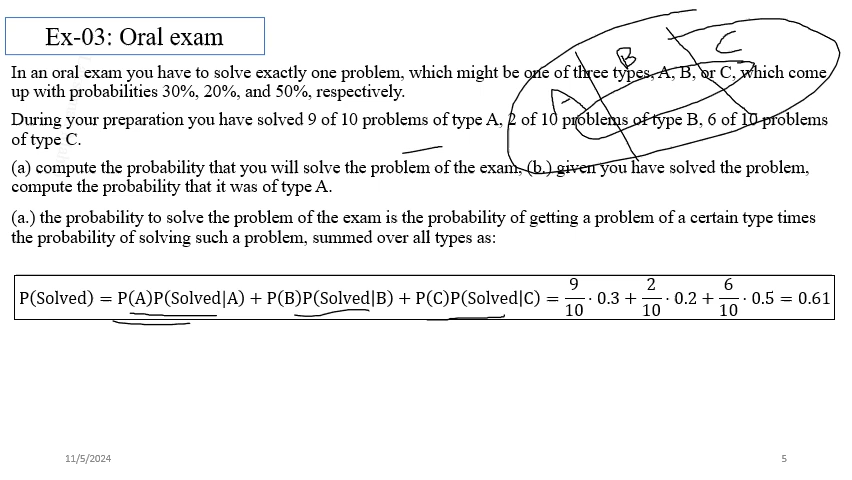 Ex-03: Oral exam
In an oral exam you have to solve exactly one problem, which might be one of three types, A, B, or C, which come
up with probabilities 30%, 20%, and 50%, respectively.
During your preparation you have solved 9 of 10 problems of type A, 2 of 10 problems of type B, 6 of 10 problems
of type C.
(a) compute the probability that you will solve the problem of the exam, (b.) given you have solved the problem,
compute the probability that it was of type A.
(a.) the probability to solve the problem of the exam is the probability of getting a problem of a certain type times
the probability of solving such a problem, summed over all types as:
P(Solved) = P(A)P(Solved|A) + P(B)P(Solved|B) + P(C)P(Solved|C) = 9/10 · 0.3 + 2/10 · 0.2 + 6/10 · 0.5 = 0.61
B
C
11/5/2024
5